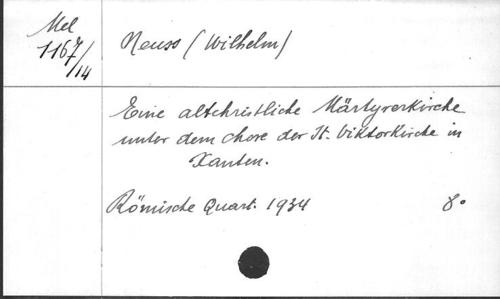 Mel
1167/14
Neuss (Wilhelm)
Eine altchristliche Märtyrerkirche
unter dem chore der St. Viktorkirche in
Xanten.
Römische Quart. 1934 8°